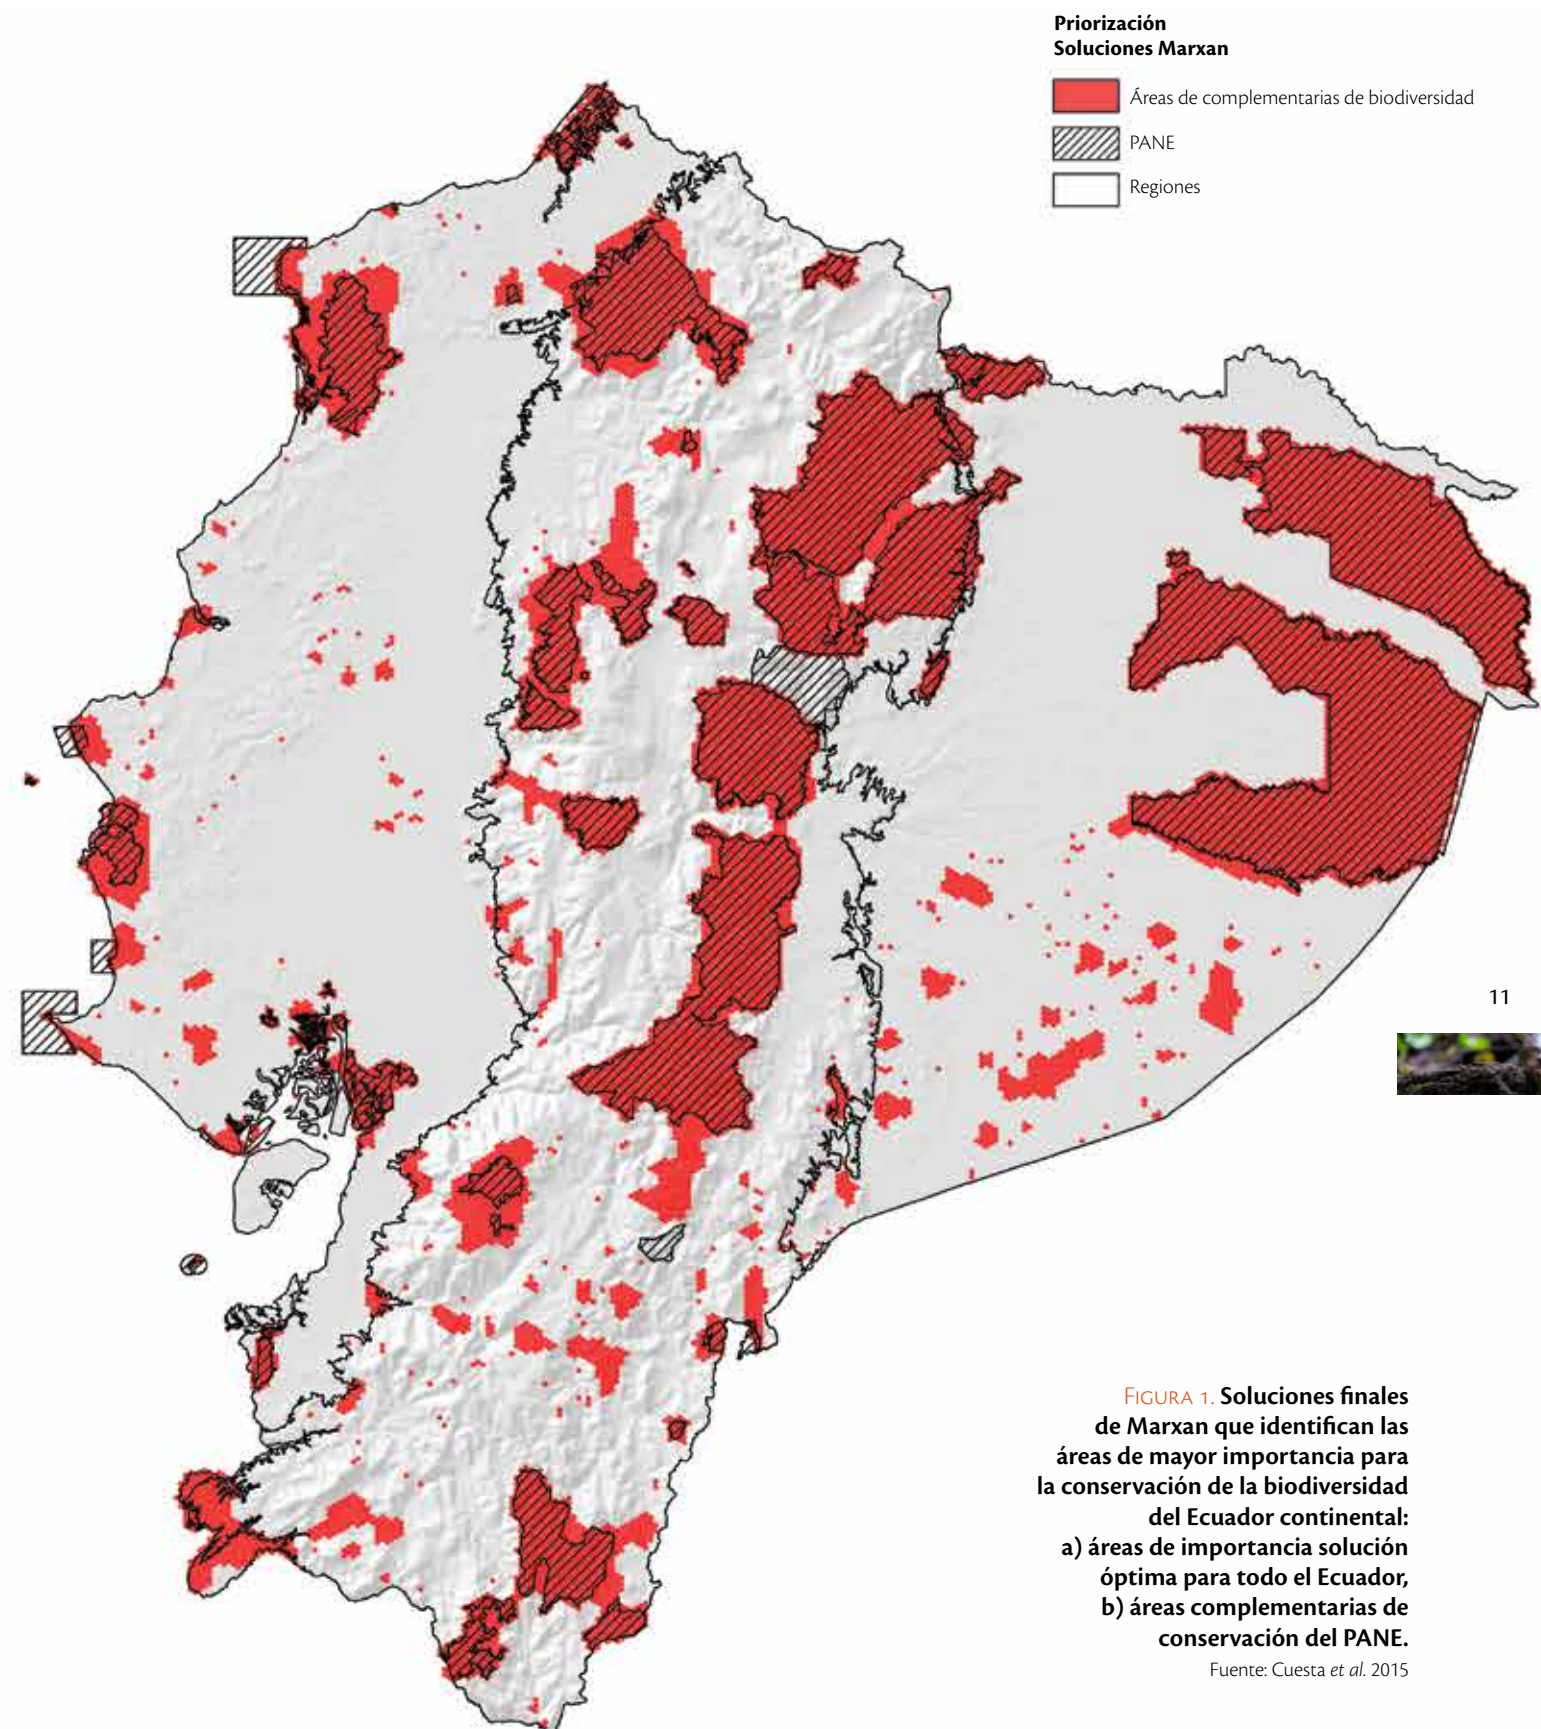 Priorización
Soluciones Marxan
Áreas de complementarias de biodiversidad
PANE
Regiones
11
FIGURA 1. Soluciones finales
de Marxan que identifican las
áreas de mayor importancia para
la conservación de la biodiversidad
del Ecuador continental:
a) áreas de importancia solución
óptima para todo el Ecuador,
b) áreas complementarias de
conservación del PANE.
Fuente: Cuesta et al. 2015